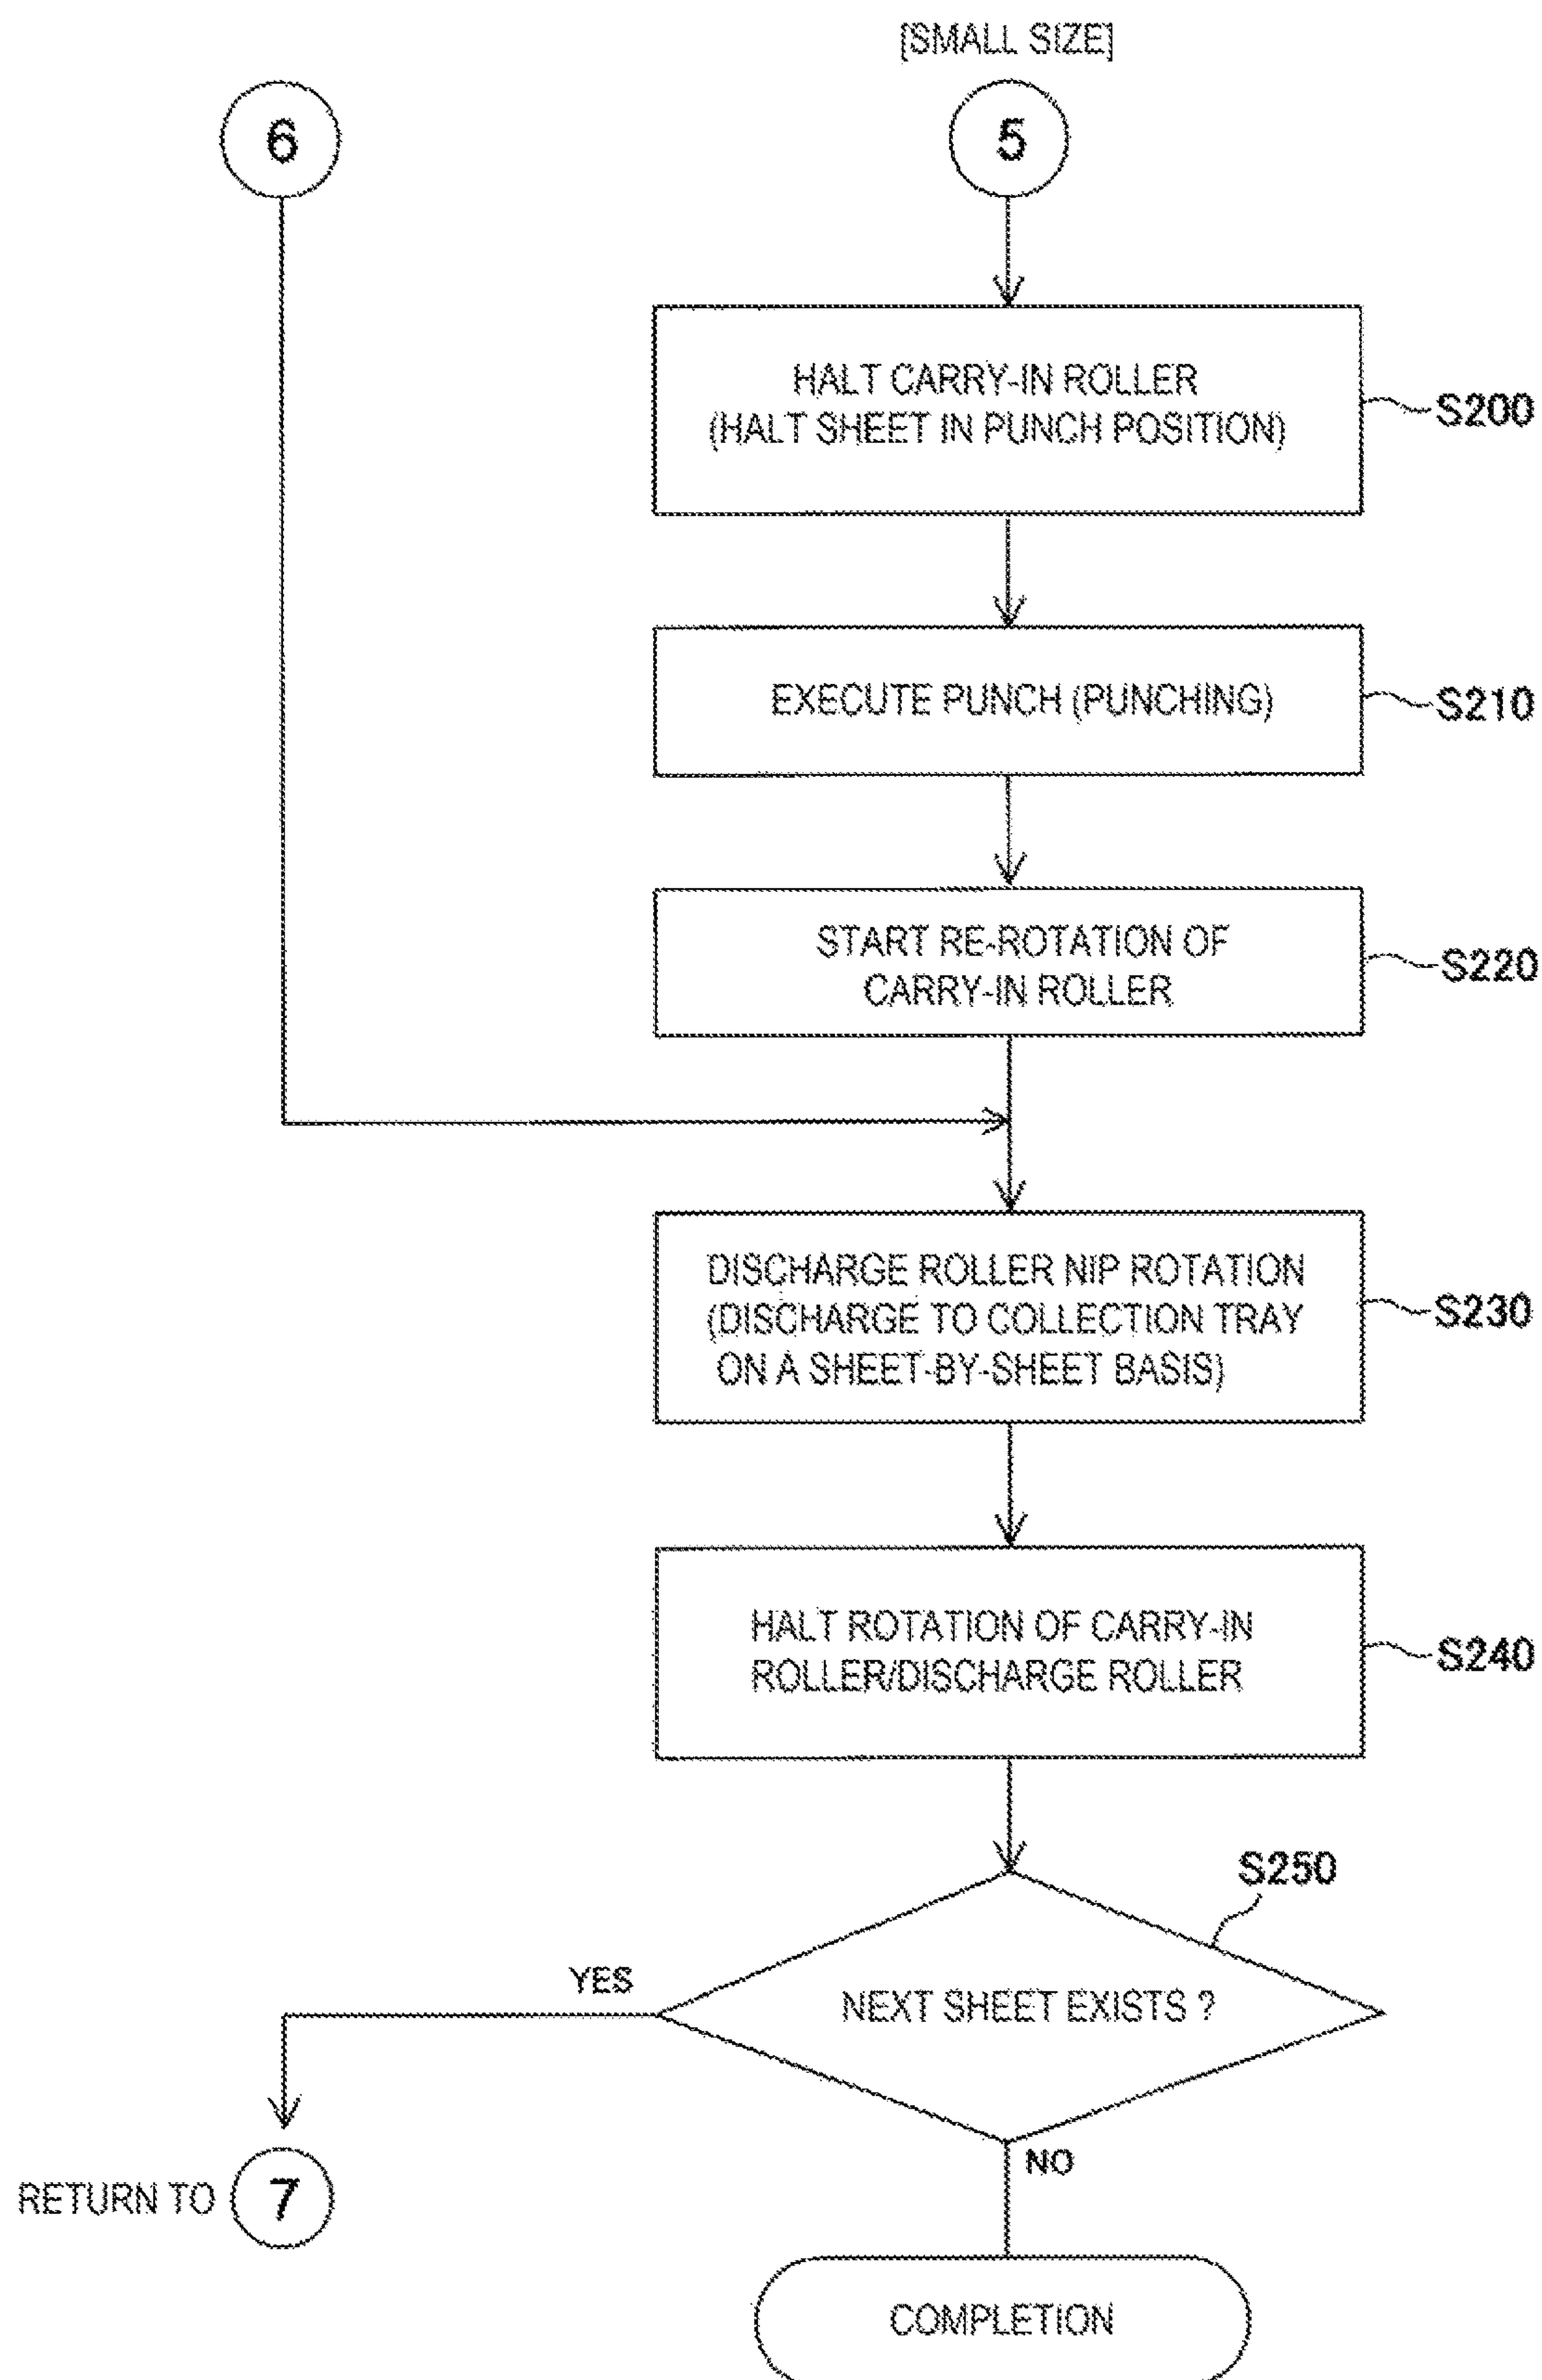 [SMALL SIZE]
6
5
HALT CARRY-IN ROLLER
(HALT SHEET IN PUNCH POSITION)
S200
EXECUTE PUNCH (PUNCHING)
S210
START RE-ROTATION OF
CARRY-IN ROLLER
S220
DISCHARGE ROLLER NIP ROTATION
(DISCHARGE TO COLLECTION TRAY
ON A SHEET-BY-SHEET BASIS)
S230
HALT ROTATION OF CARRY-IN
ROLLER/DISCHARGE ROLLER
S240
S250
YES
NEXT SHEET EXISTS ?
NO
RETURN TO 7
COMPLETION